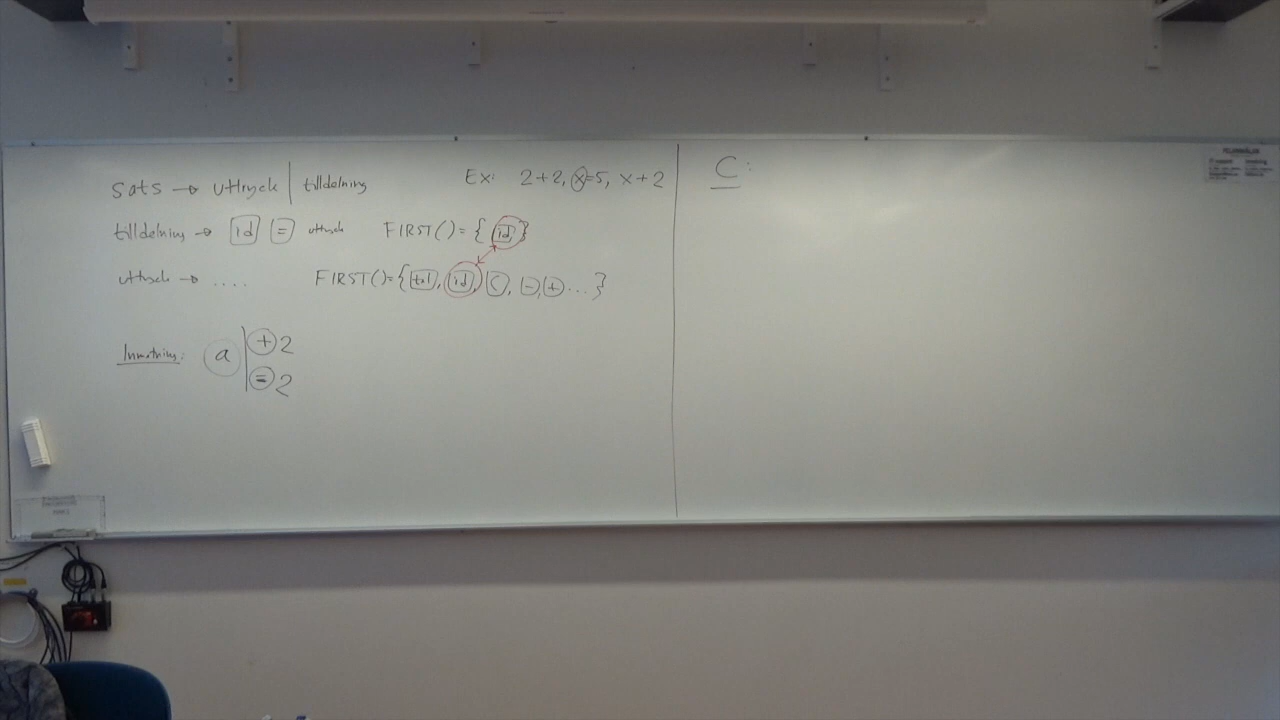 sats → uttryck | tilldelning
Ex: 2+2, x=5, x+2
tilldelning → id = uttryck FIRST()={ id }
uttryck → .... FIRST()={ tal, id, (, -, + ... }
Inmatning: a | + 2
= 2
C: